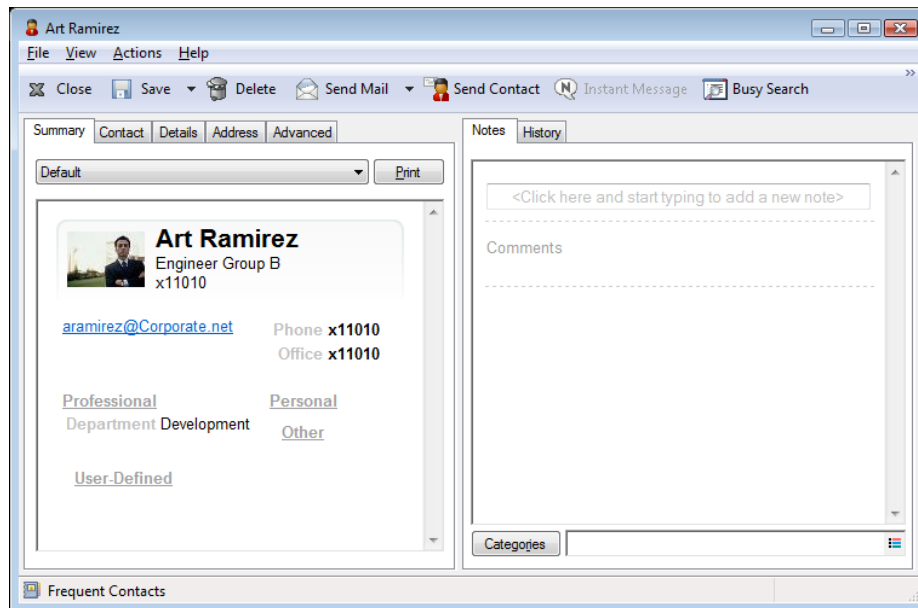 Art Ramirez
File View Actions Help
Close Save Delete Send Mail Send Contact Instant Message Busy Search
Summary Contact Details Address Advanced
Notes History
Default Print
<Click here and start typing to add a new note>
Art Ramirez
Engineer Group B
x11010
Comments
aramirez@Corporate.net Phone x11010
Office x11010
Professional Personal
Department Development
Other
User-Defined
Categories
Frequent Contacts